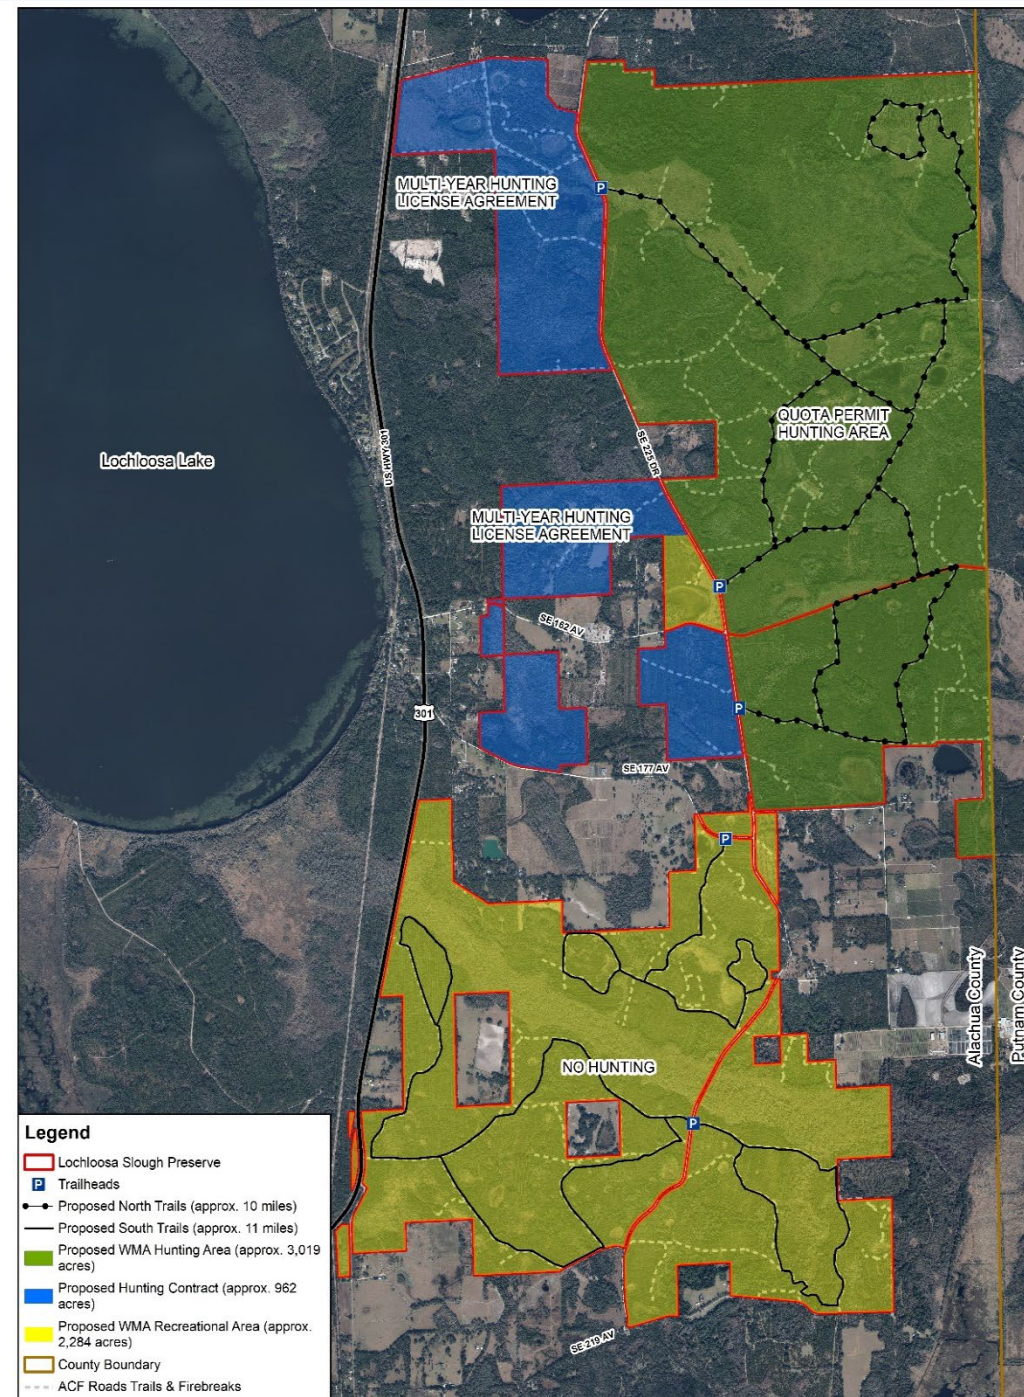 MULTI-YEAR HUNTING
LICENSE AGREEMENT
P
QUOTA PERMIT
HUNTING AREA
US HWY 301
SE 225 DR
Lochloosa Lake
MULTI-YEAR HUNTING
LICENSE AGREEMENT
P
SE 162 AV
P
301
SE 177 AV
P
Alachua County
Putnam County
NO HUNTING
P
Legend
Lochloosa Slough Preserve
P Trailheads
Proposed North Trails (approx. 10 miles)
Proposed South Trails (approx. 11 miles)
Proposed WMA Hunting Area (approx. 3,019
acres)
Proposed Hunting Contract (approx. 962
acres)
Proposed WMA Recreational Area (approx.
2,284 acres)
County Boundary
ACF Roads Trails & Firebreaks
SE 219 AV